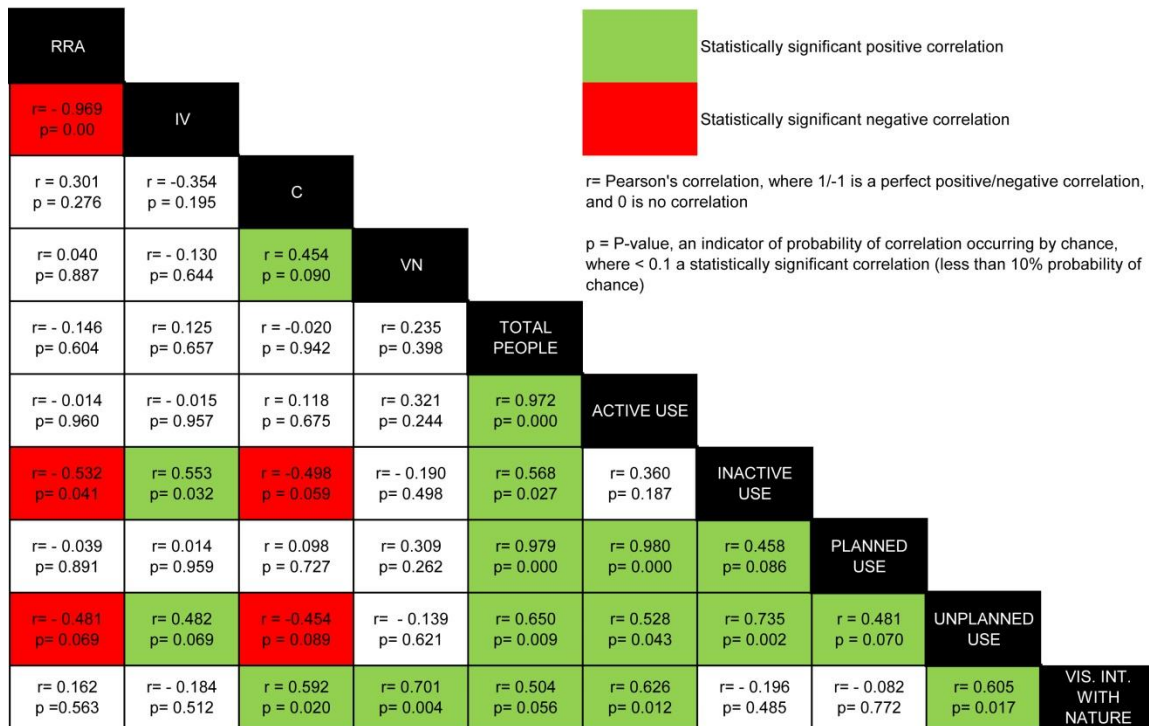 RRA
Statistically significant positive correlation
r= - 0.969
p= 0.00
IV
Statistically significant negative correlation
r = 0.301
p = 0.276
r = -0.354
p = 0.195
C
r= Pearson's correlation, where 1/-1 is a perfect positive/negative correlation,
and 0 is no correlation
r= 0.040
p= 0.887
r= - 0.130
p= 0.644
r = 0.454
p = 0.090
VN
p = P-value, an indicator of probability of correlation occurring by chance,
where < 0.1 a statistically significant correlation (less than 10% probability of
chance)
r= - 0.146
p= 0.604
r= 0.125
p= 0.657
r = -0.020
p = 0.942
r= 0.235
p= 0.398
TOTAL
PEOPLE
r= - 0.014
p= 0.960
r= - 0.015
p= 0.957
r = 0.118
p = 0.675
r= 0.321
p= 0.244
r= 0.972
p= 0.000
ACTIVE USE
r= - 0.532
p= 0.041
r= 0.553
p= 0.032
r = -0.498
p = 0.059
r= - 0.190
p= 0.498
r= 0.568
p= 0.027
r= 0.360
p= 0.187
INACTIVE
USE
r= - 0.039
p= 0.891
r= 0.014
p= 0.959
r = 0.098
p = 0.727
r= 0.309
p= 0.262
r= 0.979
p= 0.000
r= 0.980
p= 0.000
r= 0.458
p= 0.086
PLANNED
USE
r= - 0.481
p= 0.069
r= 0.482
p= 0.069
r = -0.454
p = 0.089
r= - 0.139
p= 0.621
r= 0.650
p= 0.009
r= 0.528
p= 0.043
r= 0.735
p= 0.002
r = 0.481
p = 0.070
UNPLANNED
USE
r= 0.162
p =0.563
r= - 0.184
p= 0.512
r = 0.592
p = 0.020
r= 0.701
p= 0.004
r= 0.504
p= 0.056
r= 0.626
p= 0.012
r= - 0.196
p= 0.485
r= - 0.082
p= 0.772
r= 0.605
p= 0.017
VIS. INT.
WITH
NATURE